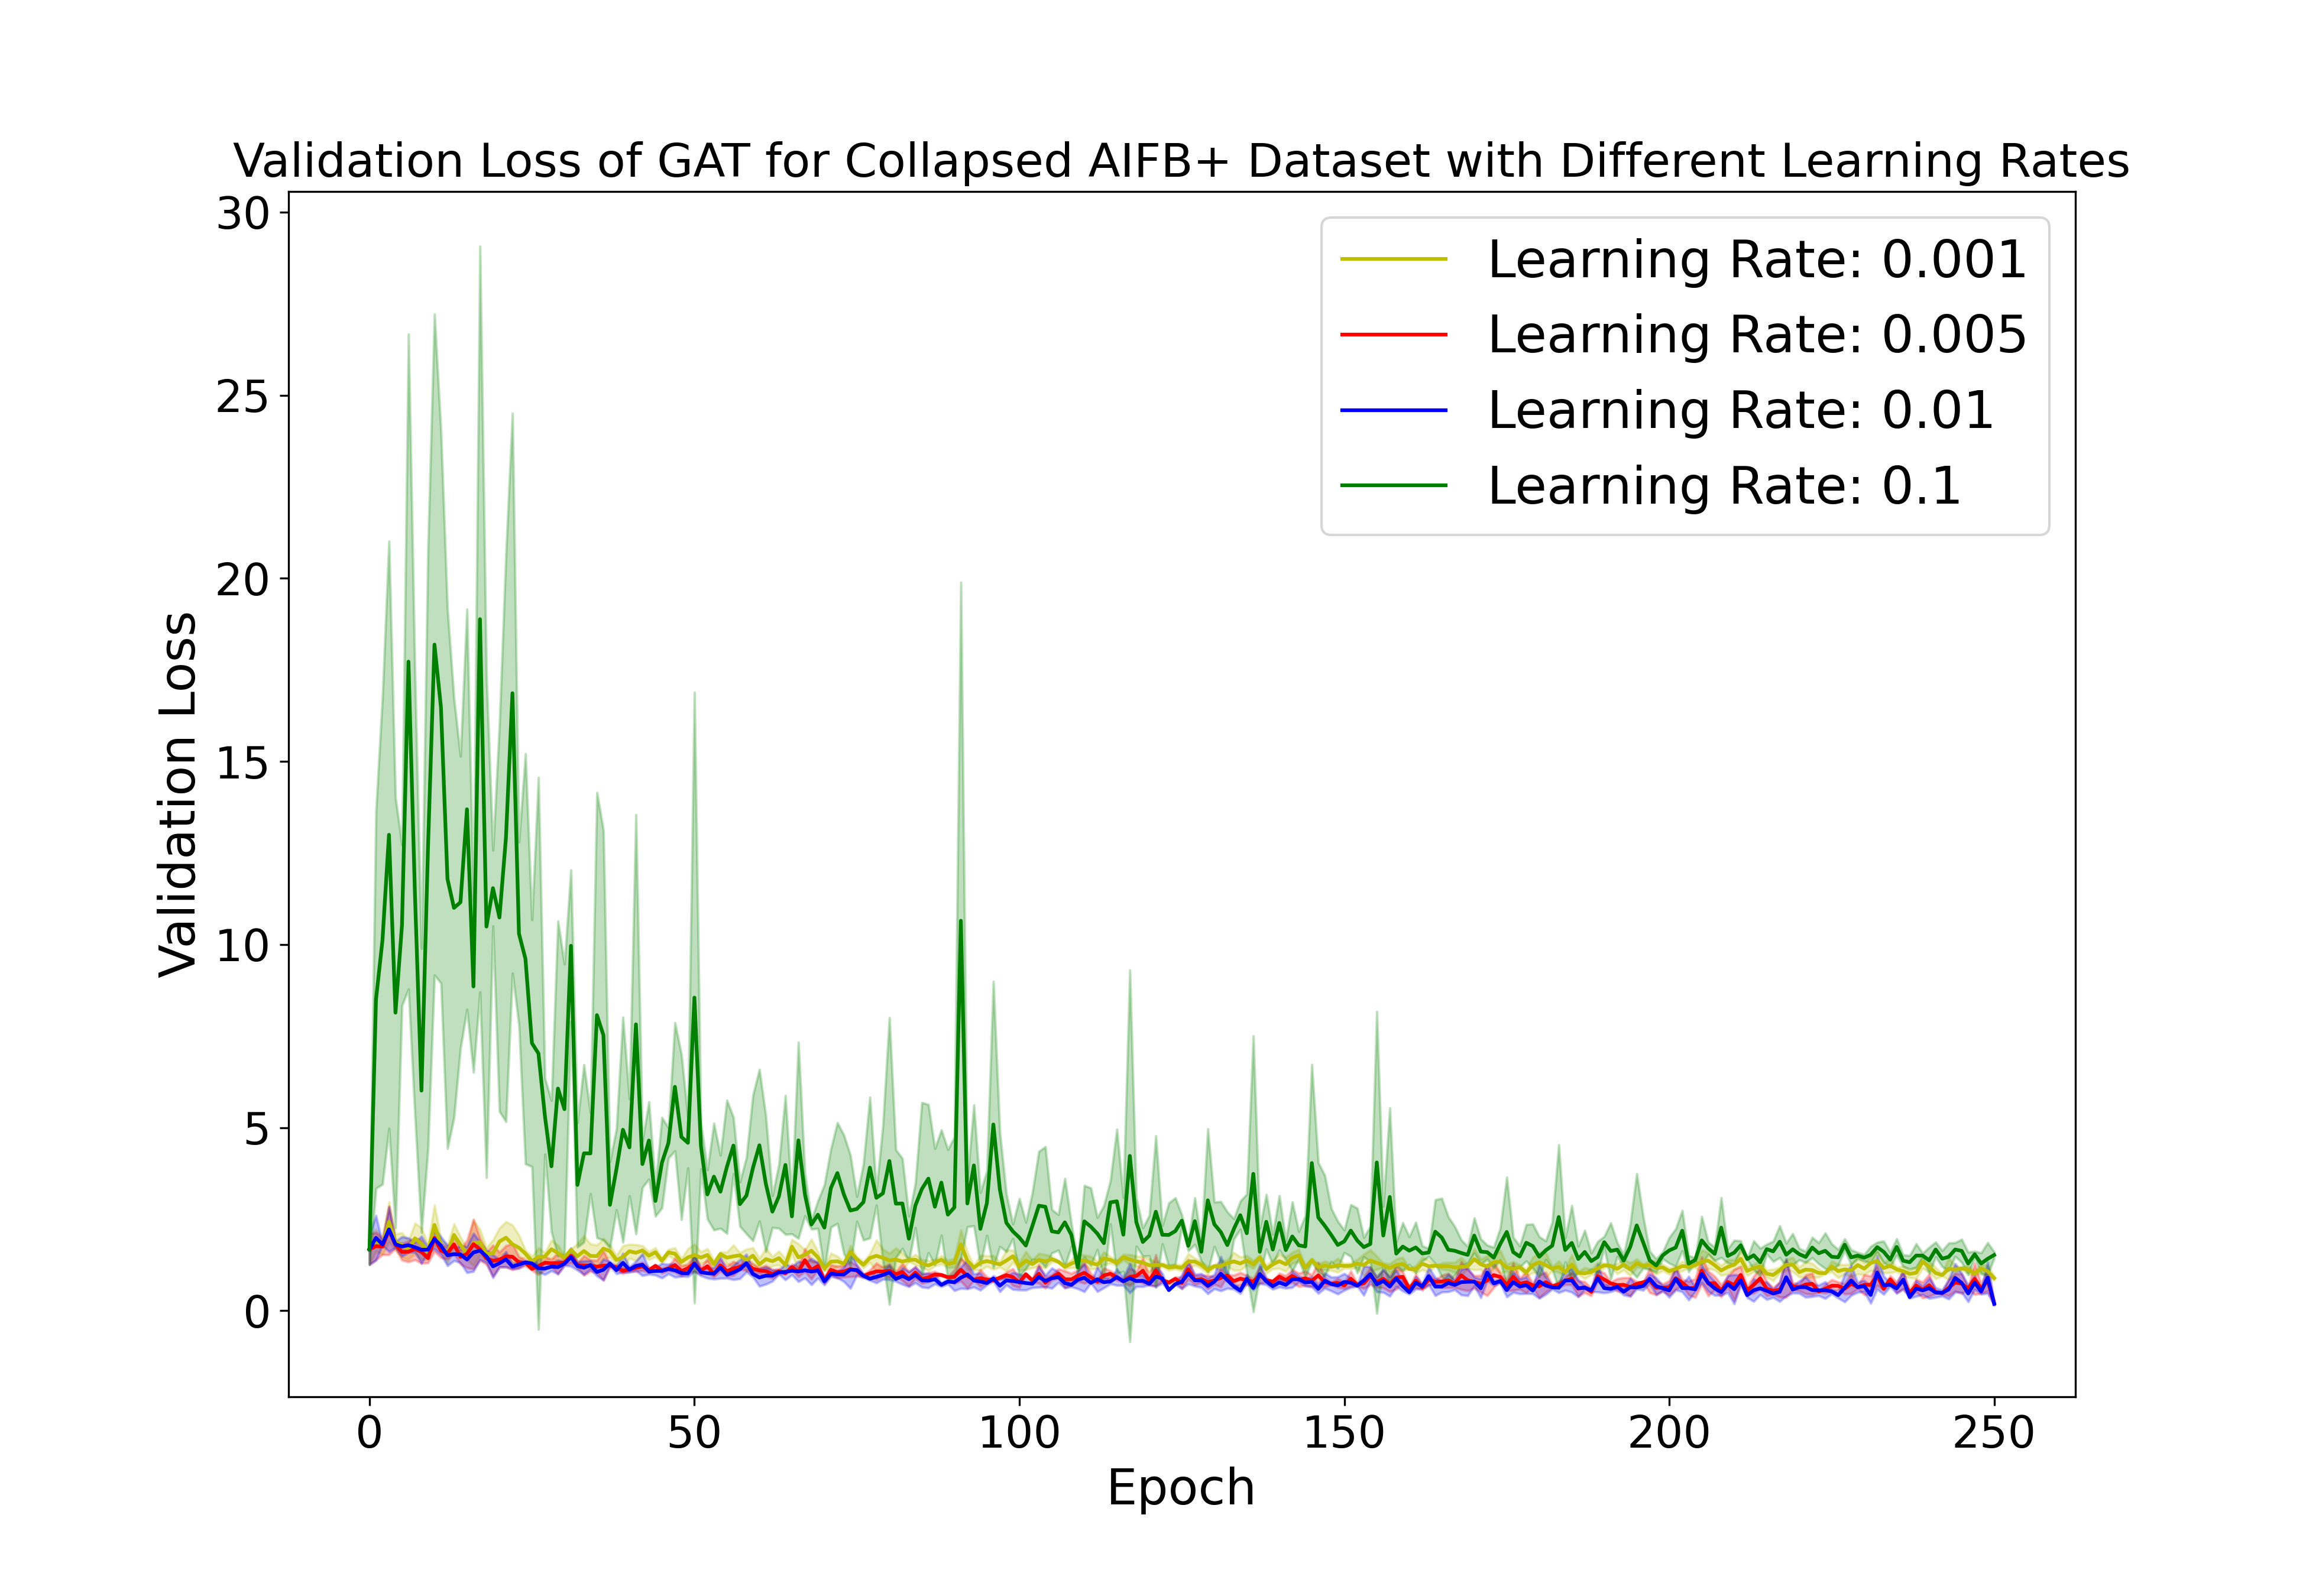 Validation Loss of GAT for Collapsed AIFB+ Dataset with Different Learning Rates
30
25
20
15
10
5
0
Validation Loss
Learning Rate: 0.001
Learning Rate: 0.005
Learning Rate: 0.01
Learning Rate: 0.1
0 50 100 150 200 250
Epoch